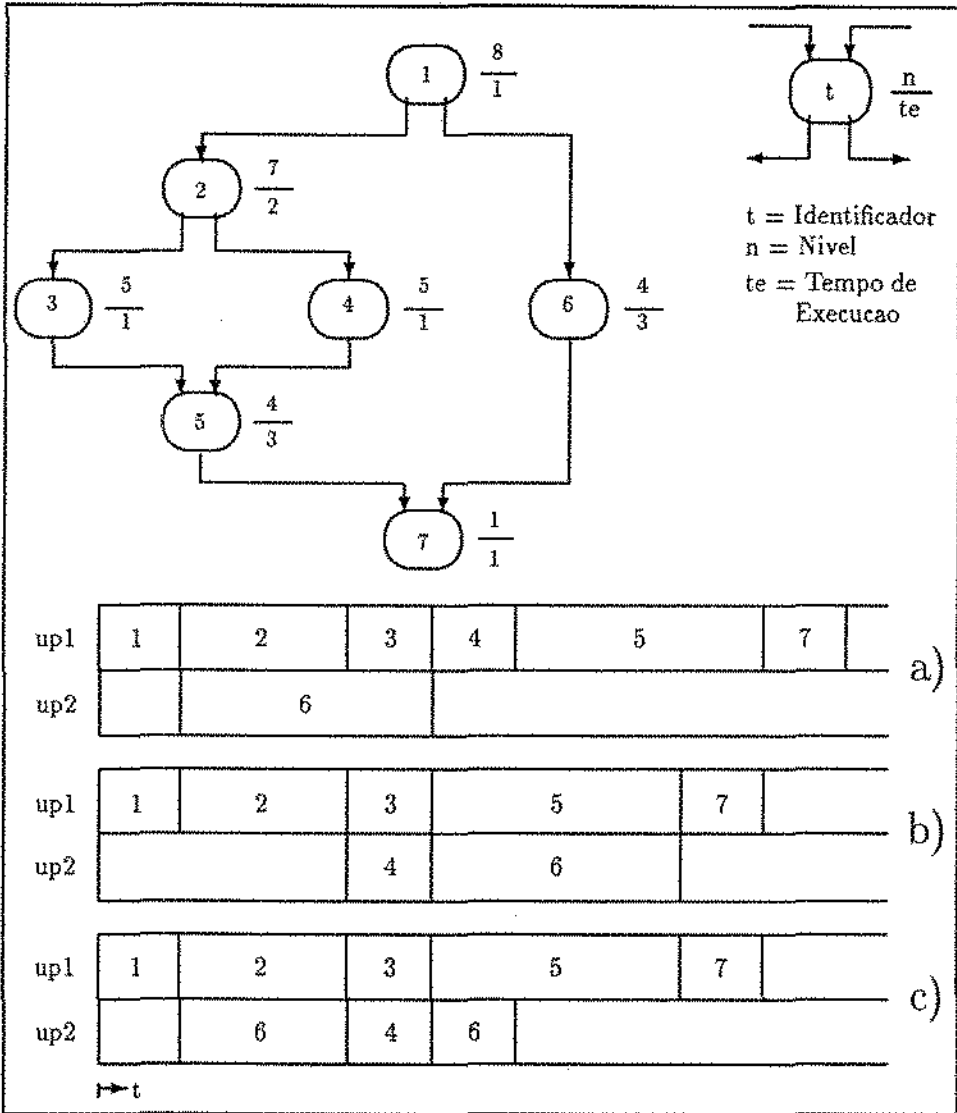 1 8/1
t n/te
2 7/2
t = Identificador
n = Nivel
te = Tempo de
Execucao
3 5/1
4 5/1
6 4/3
5 4/3
7 1/1
up1 1 2 3 4 5 7
a)
up2 6
up1 1 2 3 5 7
b)
up2 4 6
up1 1 2 3 5 7
c)
up2 6 4 6
t